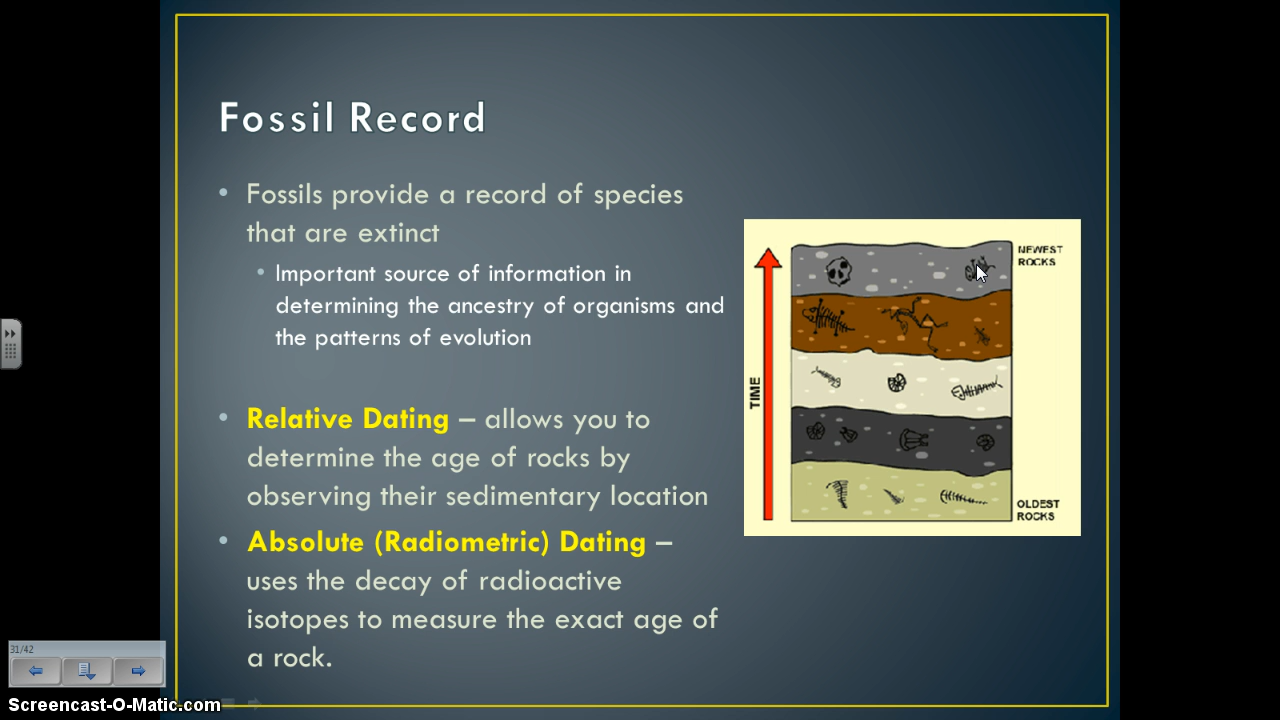 Fossil Record
• Fossils provide a record of species
that are extinct
• Important source of information in
determining the ancestry of organisms and
the patterns of evolution
• Relative Dating – allows you to
determine the age of rocks by
observing their sedimentary location
• Absolute (Radiometric) Dating –
uses the decay of radioactive
isotopes to measure the exact age of
a rock.
NEWEST
ROCKS
TIME
OLDEST
ROCKS
31/42
Screencast-O-Matic.com